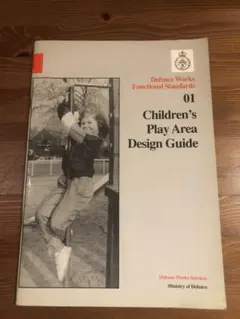 Defence Works
Functional Standards
01
Children's
Play Area
Design Guide
Defence Works Services
Ministry of Defence